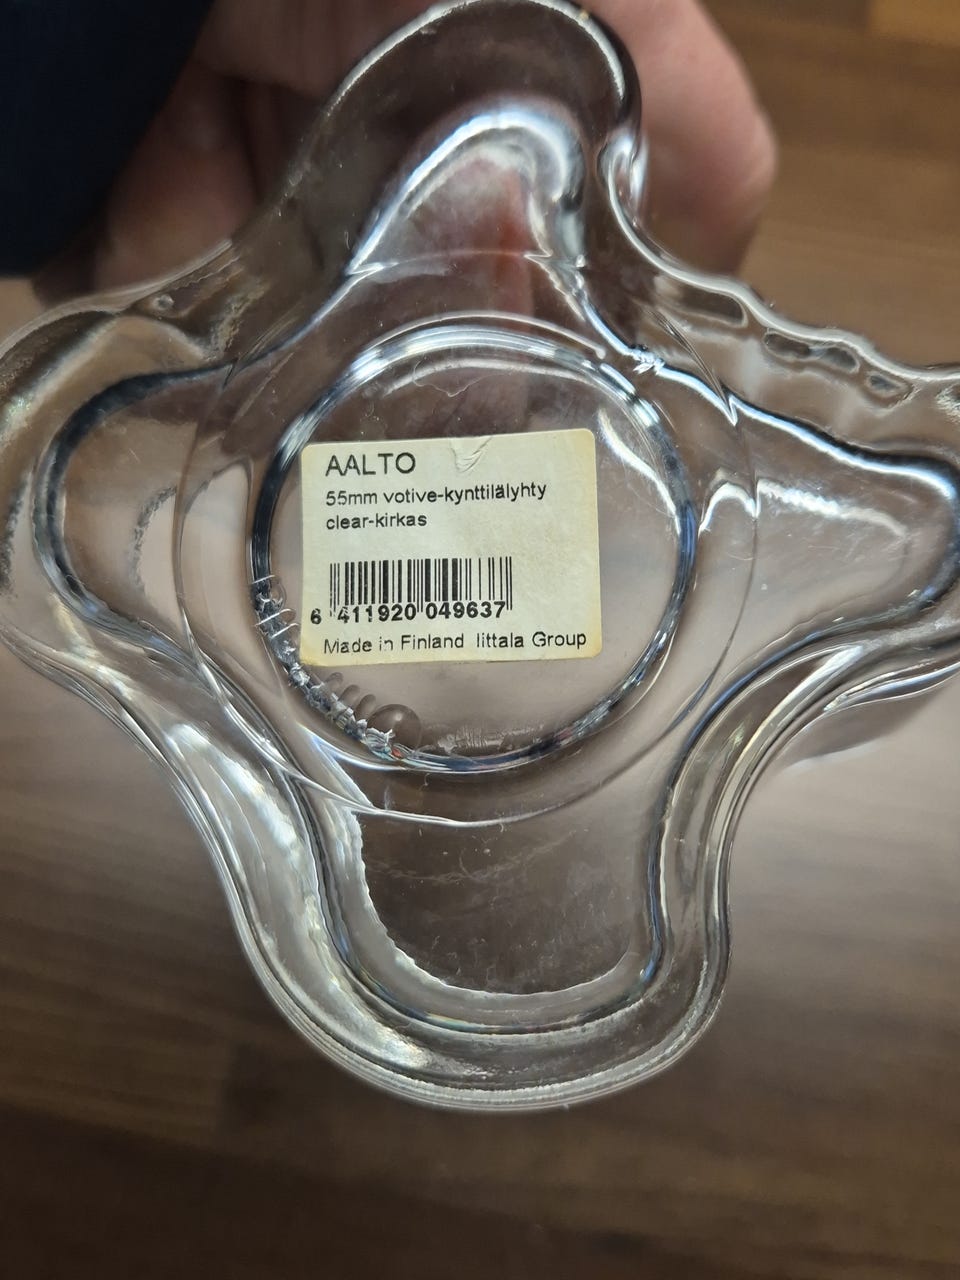 AALTO
55mm votive-kynttilälyhty
clear-kirkas
6 411920 049637
Made in Finland Iittala Group